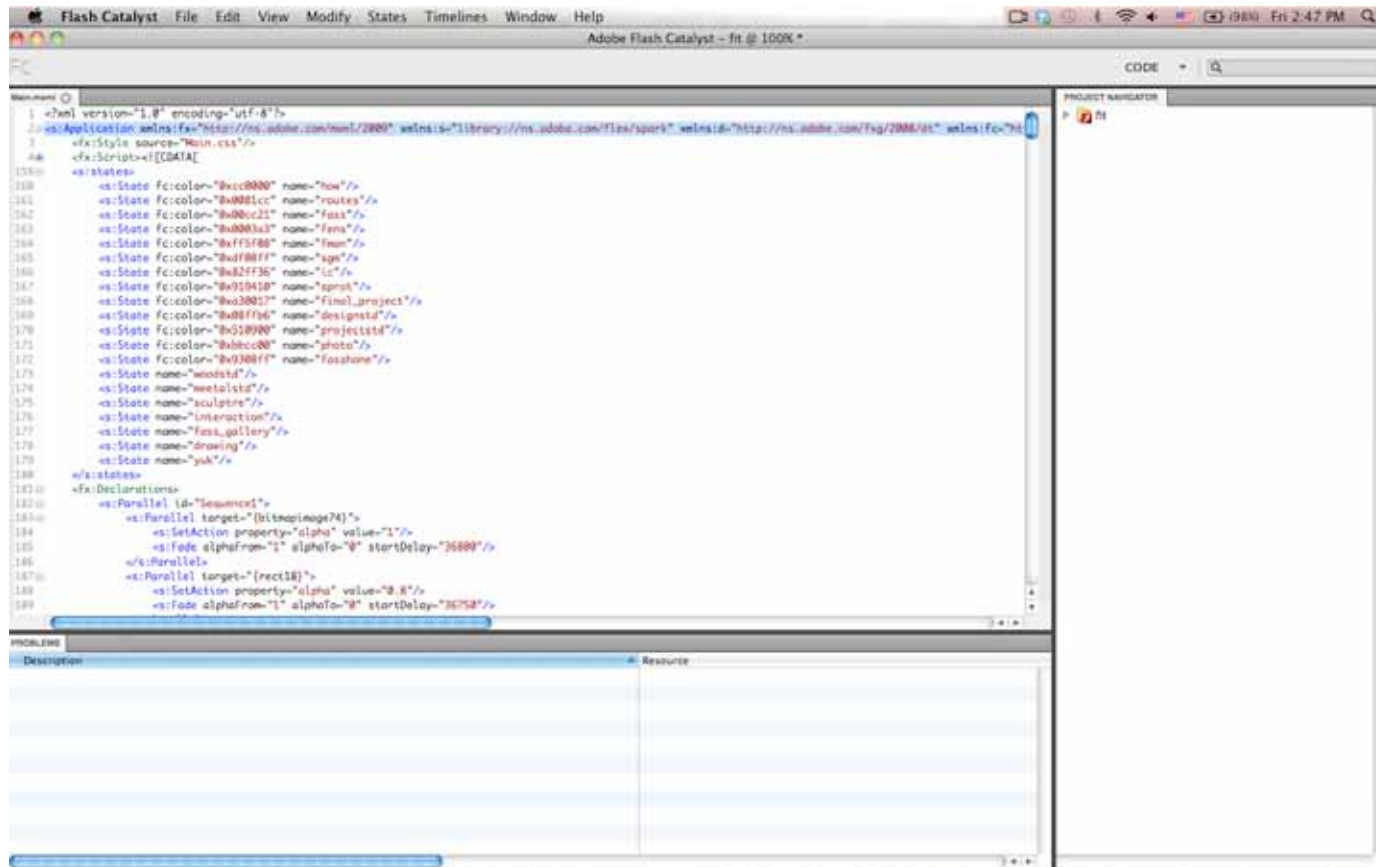 Flash Catalyst File Edit View Modify States Timelines Window Help (98%) Fri 2:47 PM
Adobe Flash Catalyst – fit @ 100% *
FC CODE
Main.mxml
PROJECT NAVIGATOR
fit
1 <?xml version="1.0" encoding="utf-8"?>
2 <s:Application xmlns:fx="http://ns.adobe.com/mxml/2009" xmlns:s="library://ns.adobe.com/flex/spark" xmlns:d="http://ns.adobe.com/fxg/2008/dt" xmlns:fc="ht
3 <fx:Style source="Main.css"/>
4 <fx:Script><![CDATA[
159 <s:states>
160 <s:State fc:color="0xcc0000" name="how"/>
161 <s:State fc:color="0x0081cc" name="routes"/>
162 <s:State fc:color="0x00cc21" name="fass"/>
163 <s:State fc:color="0x0003a3" name="fens"/>
164 <s:State fc:color="0xff5f08" name="fman"/>
165 <s:State fc:color="0xdf08ff" name="sgm"/>
166 <s:State fc:color="0x82ff36" name="ic"/>
167 <s:State fc:color="0x919410" name="sprot"/>
168 <s:State fc:color="0xa30017" name="final_project"/>
169 <s:State fc:color="0x08ffb6" name="designstd"/>
170 <s:State fc:color="0x510900" name="projectstd"/>
171 <s:State fc:color="0xbbcc00" name="photo"/>
172 <s:State fc:color="0x9308ff" name="fasshane"/>
173 <s:State name="woodstd"/>
174 <s:State name="meetalstd"/>
175 <s:State name="sculptre"/>
176 <s:State name="interaction"/>
177 <s:State name="fass_gallery"/>
178 <s:State name="drawing"/>
179 <s:State name="yuk"/>
180 </s:states>
181 <fx:Declarations>
182 <s:Parallel id="Sequence1">
183 <s:Parallel target="{bitmapimage74}">
184 <s:SetAction property="alpha" value="1"/>
185 <s:Fade alphaFrom="1" alphaTo="0" startDelay="36800"/>
186 </s:Parallel>
187 <s:Parallel target="{rect18}">
188 <s:SetAction property="alpha" value="0.8"/>
189 <s:Fade alphaFrom="1" alphaTo="0" startDelay="36750"/>
PROBLEMS
Description Resource